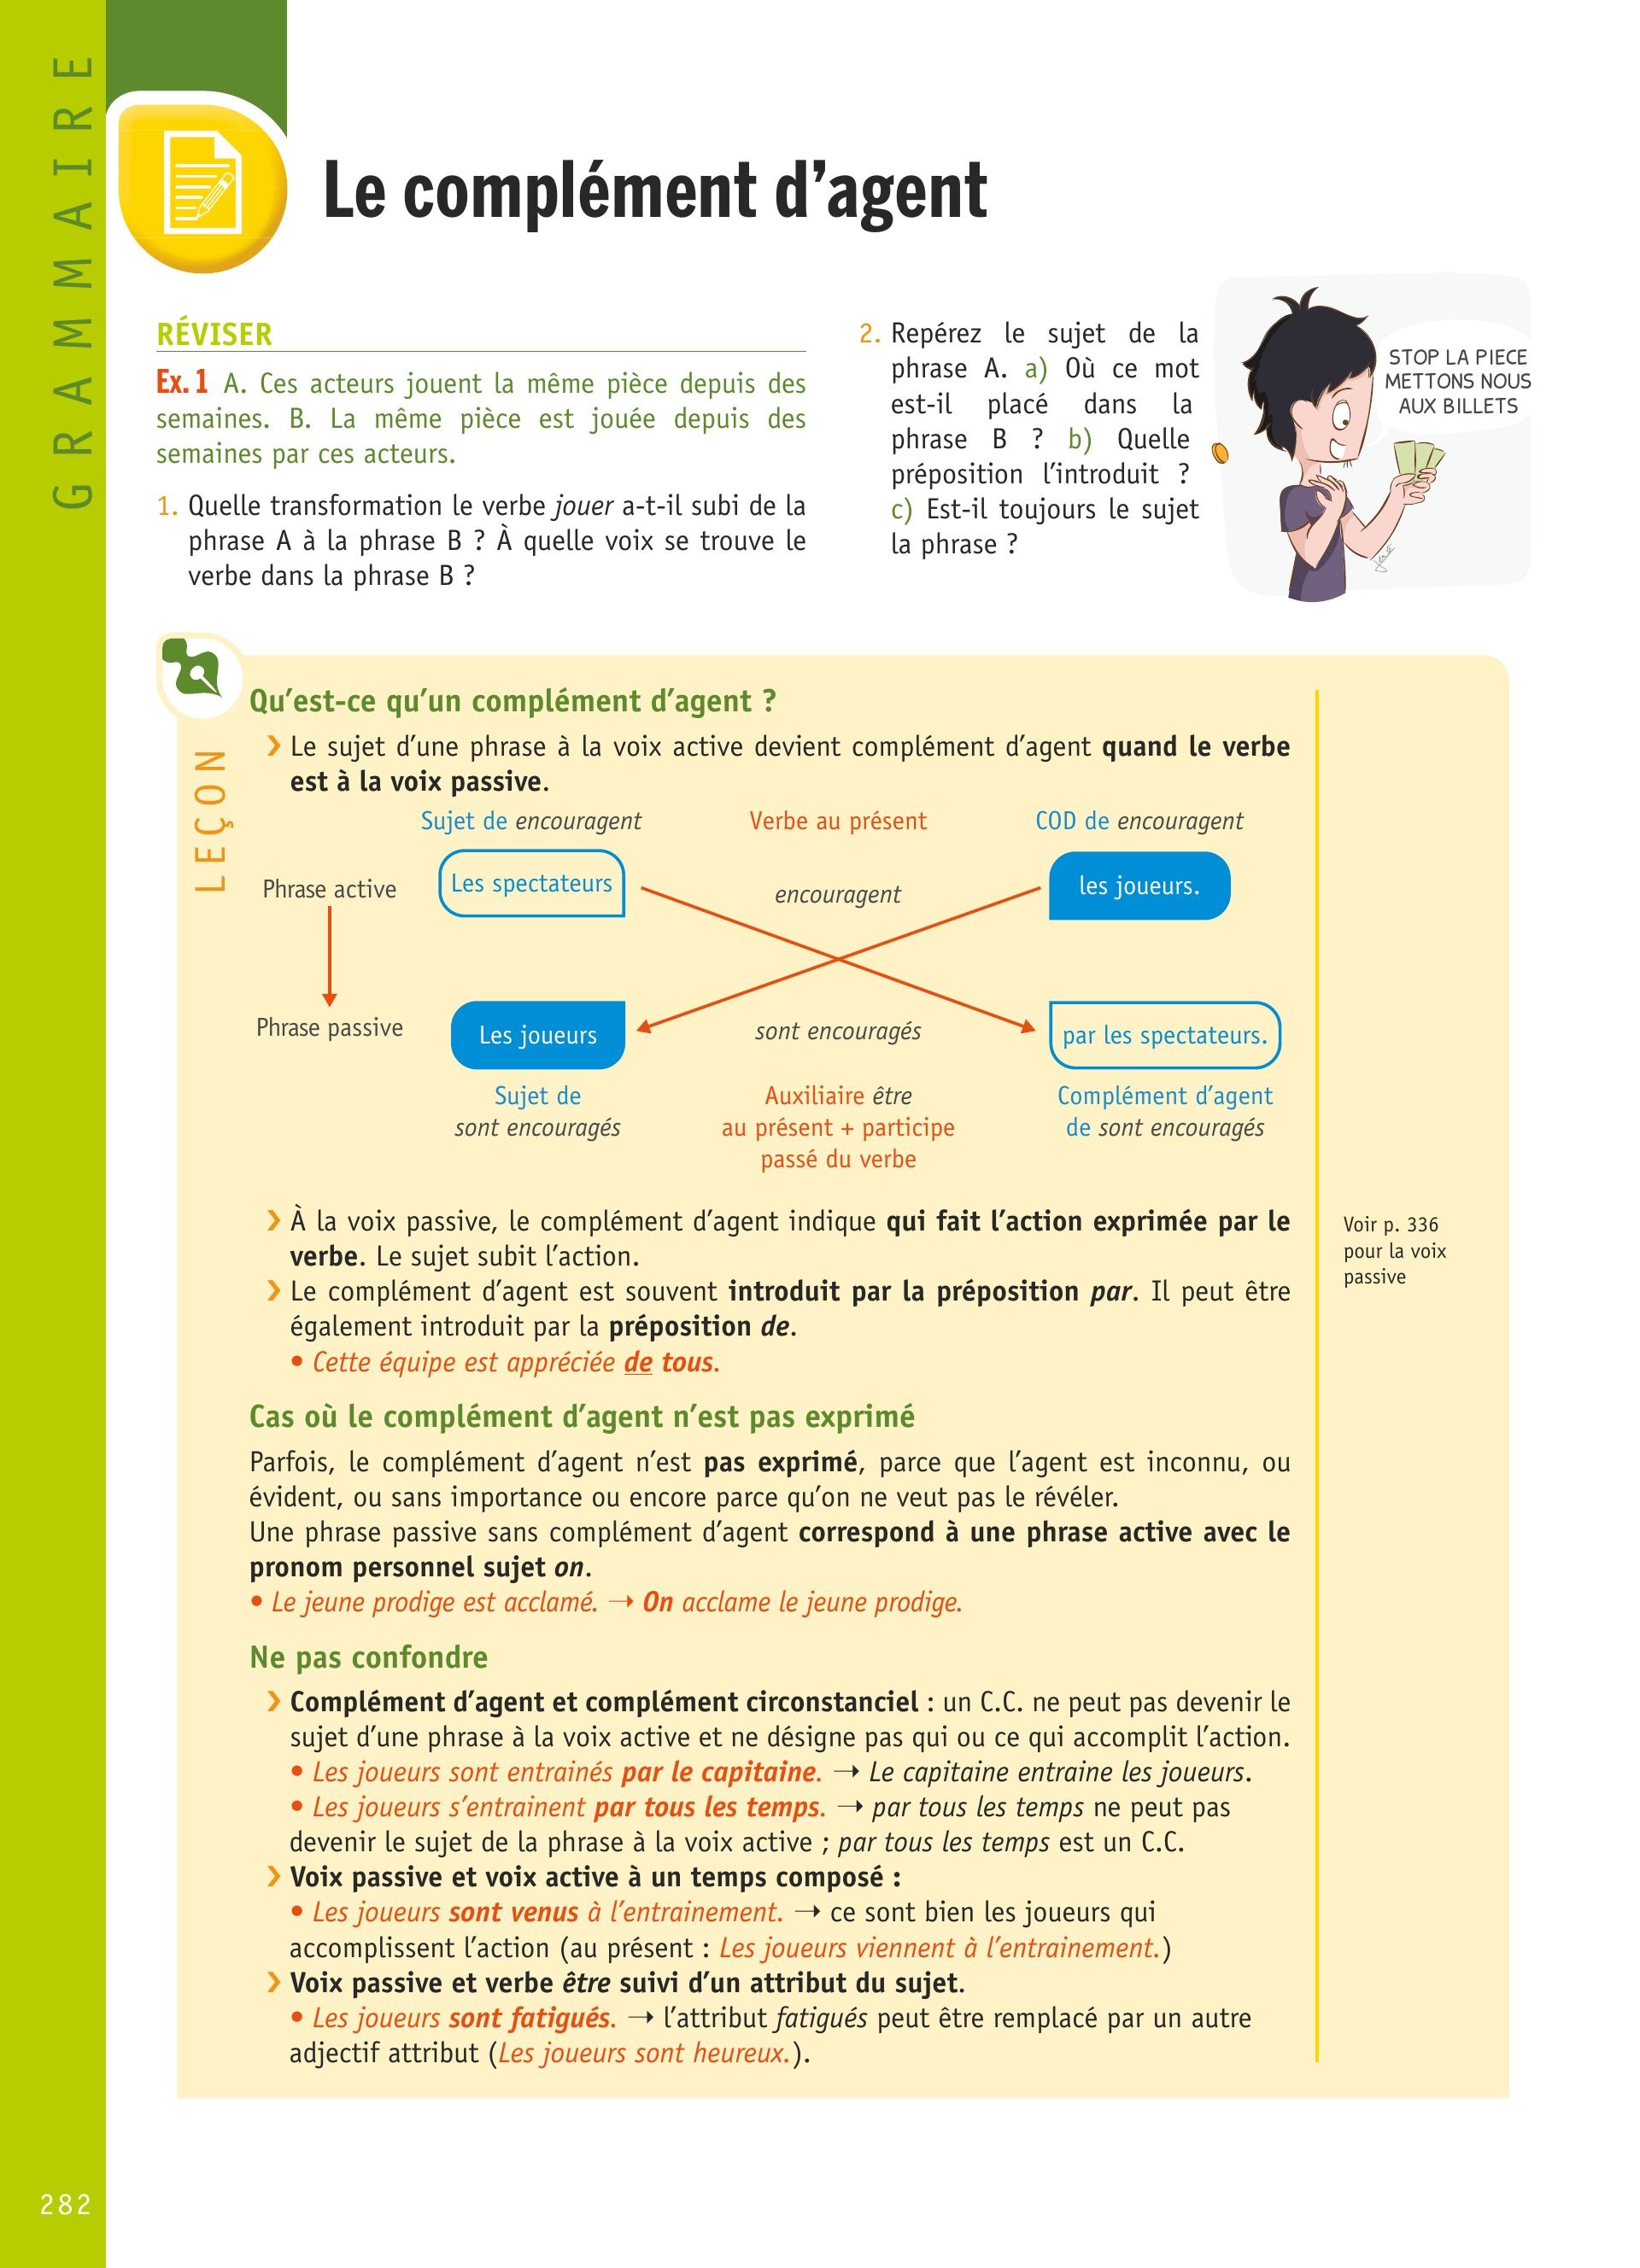 GRAMMAIRE
Le complément d'agent
RÉVISER
Ex. 1 A. Ces acteurs jouent la même pièce depuis des
semaines. B. La même pièce est jouée depuis des
semaines par ces acteurs.
1. Quelle transformation le verbe jouer a-t-il subi de la
phrase A à la phrase B ? À quelle voix se trouve le
verbe dans la phrase B ?
2. Repérez le sujet de la
phrase A. a) Où ce mot
est-il placé dans la
phrase B ? b) Quelle
préposition l'introduit ?
c) Est-il toujours le sujet
la phrase ?
STOP LA PIECE
METTONS NOUS
AUX BILLETS
LEÇON
Qu'est-ce qu'un complément d'agent ?
› Le sujet d'une phrase à la voix active devient complément d'agent quand le verbe
est à la voix passive.
Sujet de encouragent Verbe au présent COD de encouragent
Phrase active Les spectateurs encouragent les joueurs.
Phrase passive Les joueurs sont encouragés par les spectateurs.
Sujet de Auxiliaire être Complément d'agent
sont encouragés au présent + participe de sont encouragés
passé du verbe
› À la voix passive, le complément d'agent indique qui fait l'action exprimée par le
verbe. Le sujet subit l'action.
› Le complément d'agent est souvent introduit par la préposition par. Il peut être
également introduit par la préposition de.
• Cette équipe est appréciée de tous.
Voir p. 336
pour la voix
passive
Cas où le complément d'agent n'est pas exprimé
Parfois, le complément d'agent n'est pas exprimé, parce que l'agent est inconnu, ou
évident, ou sans importance ou encore parce qu'on ne veut pas le révéler.
Une phrase passive sans complément d'agent correspond à une phrase active avec le
pronom personnel sujet on.
• Le jeune prodige est acclamé. → On acclame le jeune prodige.
Ne pas confondre
› Complément d'agent et complément circonstanciel : un C.C. ne peut pas devenir le
sujet d'une phrase à la voix active et ne désigne pas qui ou ce qui accomplit l'action.
• Les joueurs sont entrainés par le capitaine. → Le capitaine entraine les joueurs.
• Les joueurs s'entrainent par tous les temps. → par tous les temps ne peut pas
devenir le sujet de la phrase à la voix active ; par tous les temps est un C.C.
› Voix passive et voix active à un temps composé :
• Les joueurs sont venus à l'entrainement. → ce sont bien les joueurs qui
accomplissent l'action (au présent : Les joueurs viennent à l'entrainement.)
› Voix passive et verbe être suivi d'un attribut du sujet.
• Les joueurs sont fatigués. → l'attribut fatigués peut être remplacé par un autre
adjectif attribut (Les joueurs sont heureux.).
282